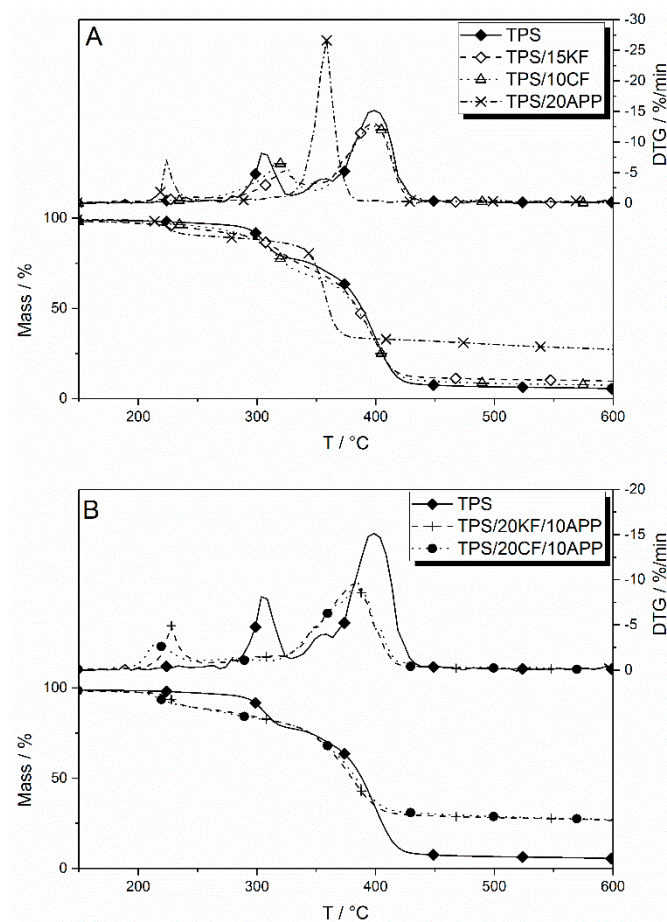 A
TPS
TPS/15KF
TPS/10CF
TPS/20APP
-30
-25
-20
-15
-10
-5
0
DTG / %/min
100
50
0
Mass / %
200
300
400
500
600
T / °C
B
TPS
TPS/20KF/10APP
TPS/20CF/10APP
-20
-15
-10
-5
0
DTG / %/min
100
50
0
Mass / %
200
300
400
500
600
T / °C